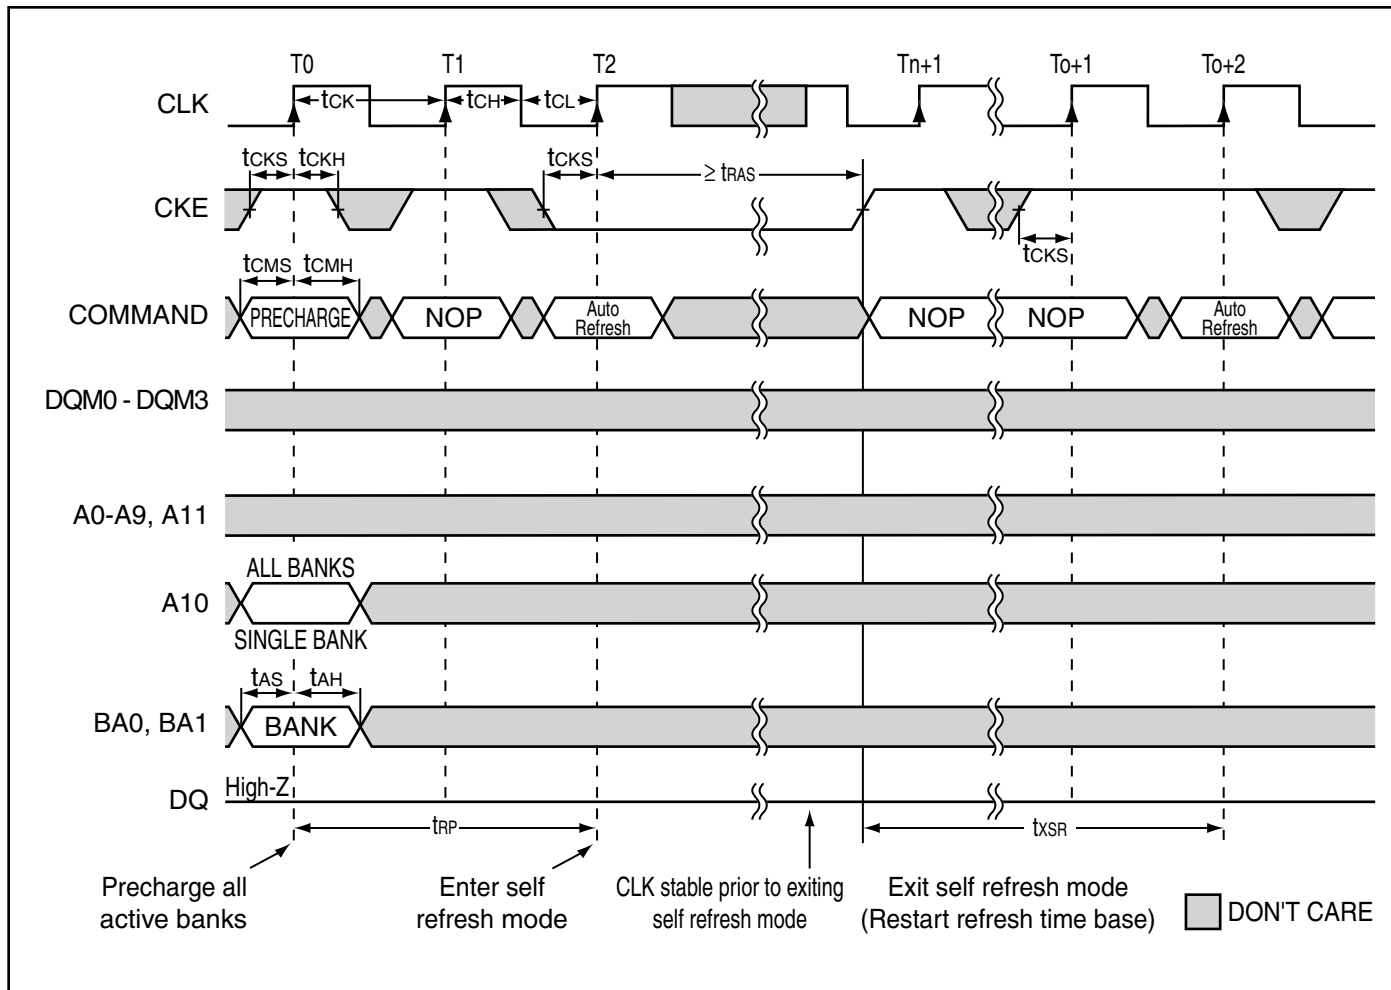 T0 T1 T2 Tn+1 To+1 To+2
CLK tCK tCH tCL
tCKS tCKH tCKS ≥ tRAS
CKE
tCKS
tCMS tCMH
COMMAND PRECHARGE NOP Auto Refresh NOP NOP Auto Refresh
DQM0 - DQM3
A0-A9, A11
ALL BANKS
A10
SINGLE BANK
tAS tAH
BA0, BA1 BANK
High-Z
DQ
tRP tXSR
Precharge all
active banks
Enter self
refresh mode
CLK stable prior to exiting
self refresh mode
Exit self refresh mode
(Restart refresh time base)
DON'T CARE